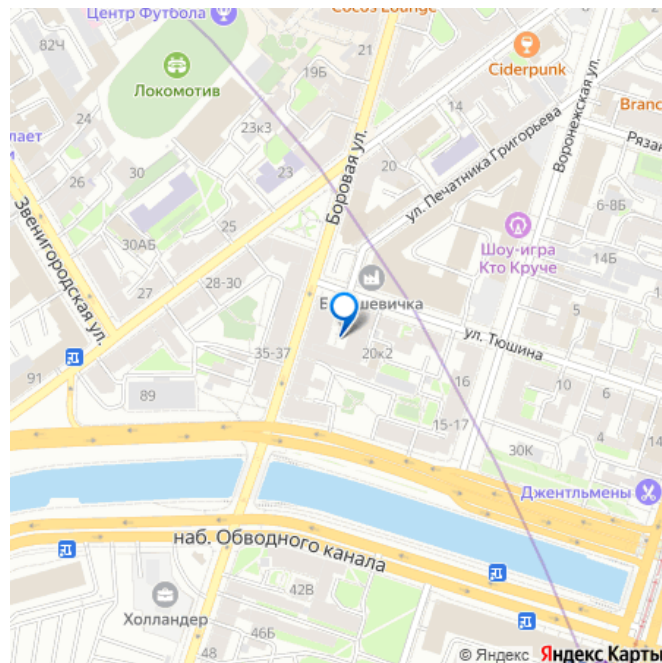 Центр Футбола
Cocos Lounge
82Ч
21
Локомотив
19Б
Ciderpunk
24
23к3
14
Воронежская ул.
Branc
лает
и
Рязан
26
30
Боровая ул.
20
ул. Печатника Григорьева
6-8Б
Звенигородская ул.
25
30АБ
Шоу-игра
Кто Круче
14Б
27
28-30
шевичка
ул. Тюшина
35-37
20к2
91
89
16
10
6
15-17
4
30К
Джентльмены
наб. Обводного канала
42В
Холландер
46Б
48
© Яндекс Яндекс Карты